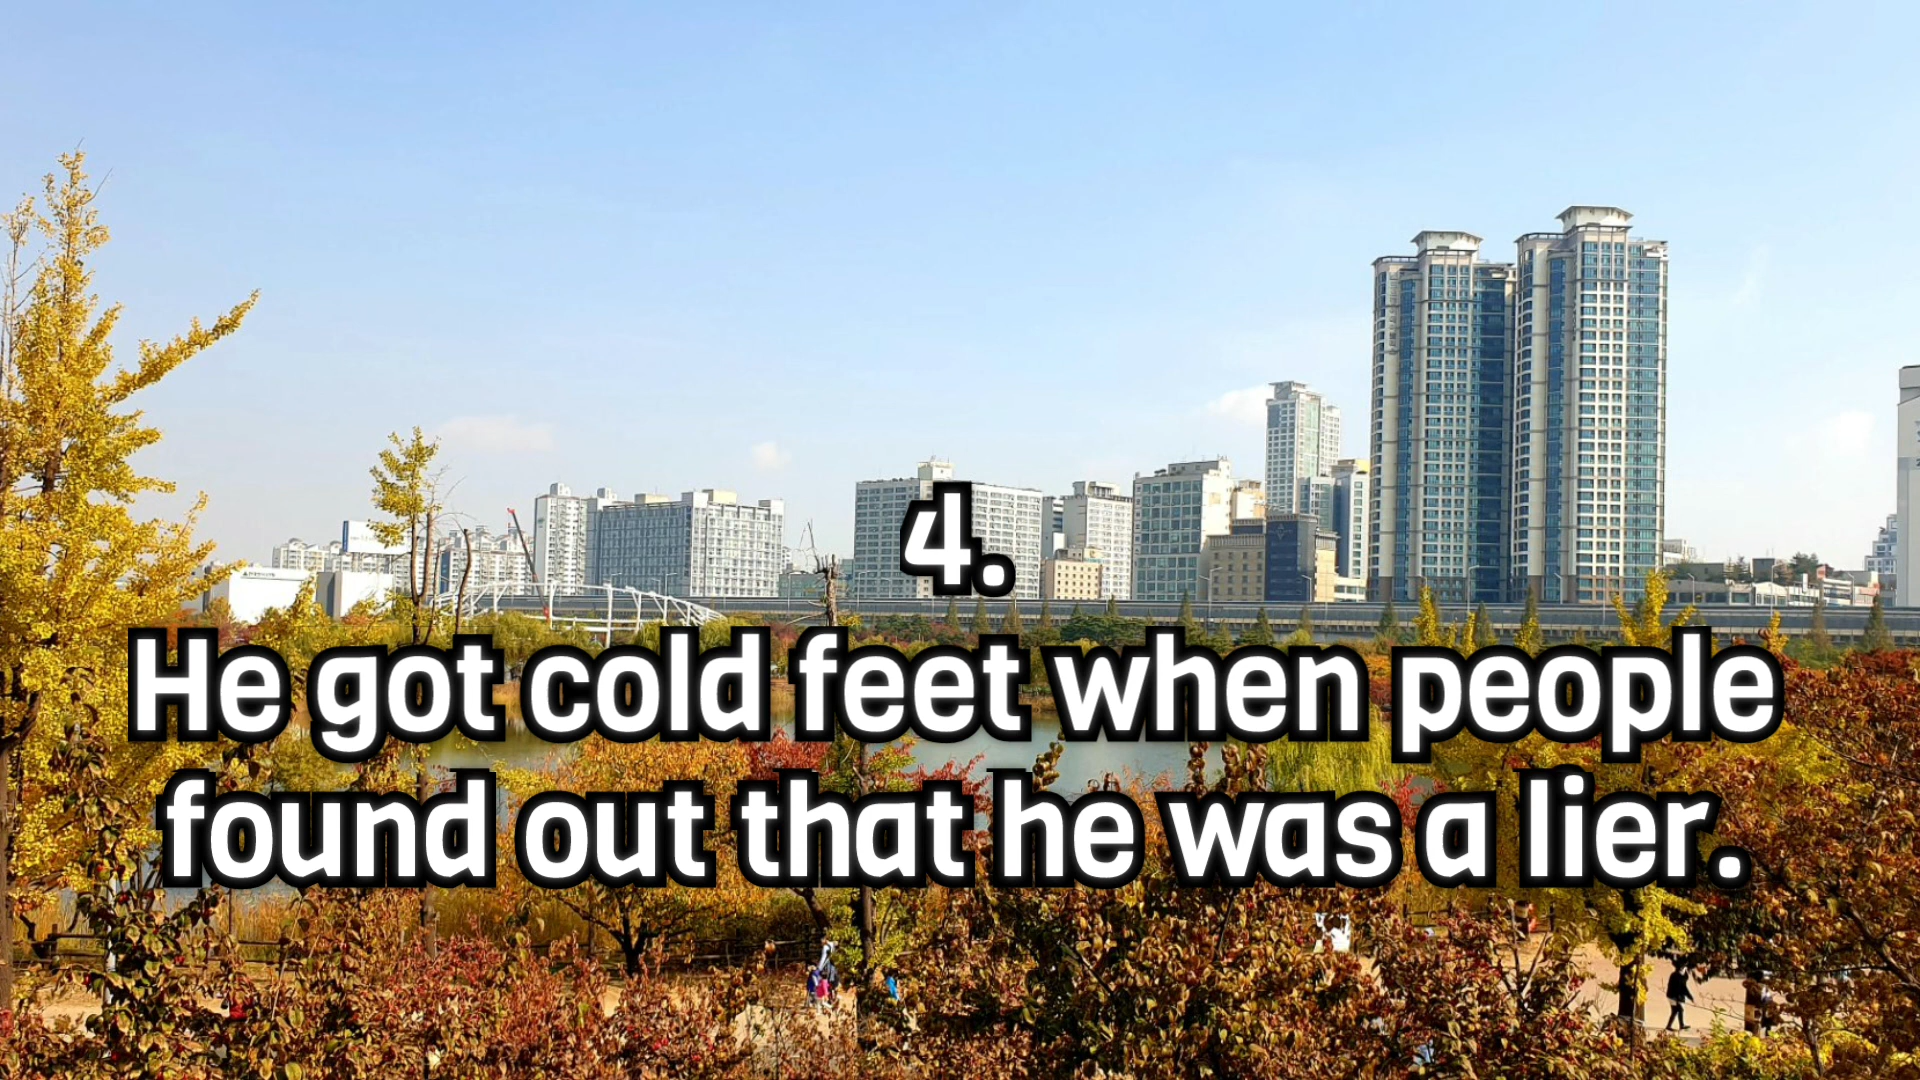 4.
He got cold feet when people
found out that he was a lier.